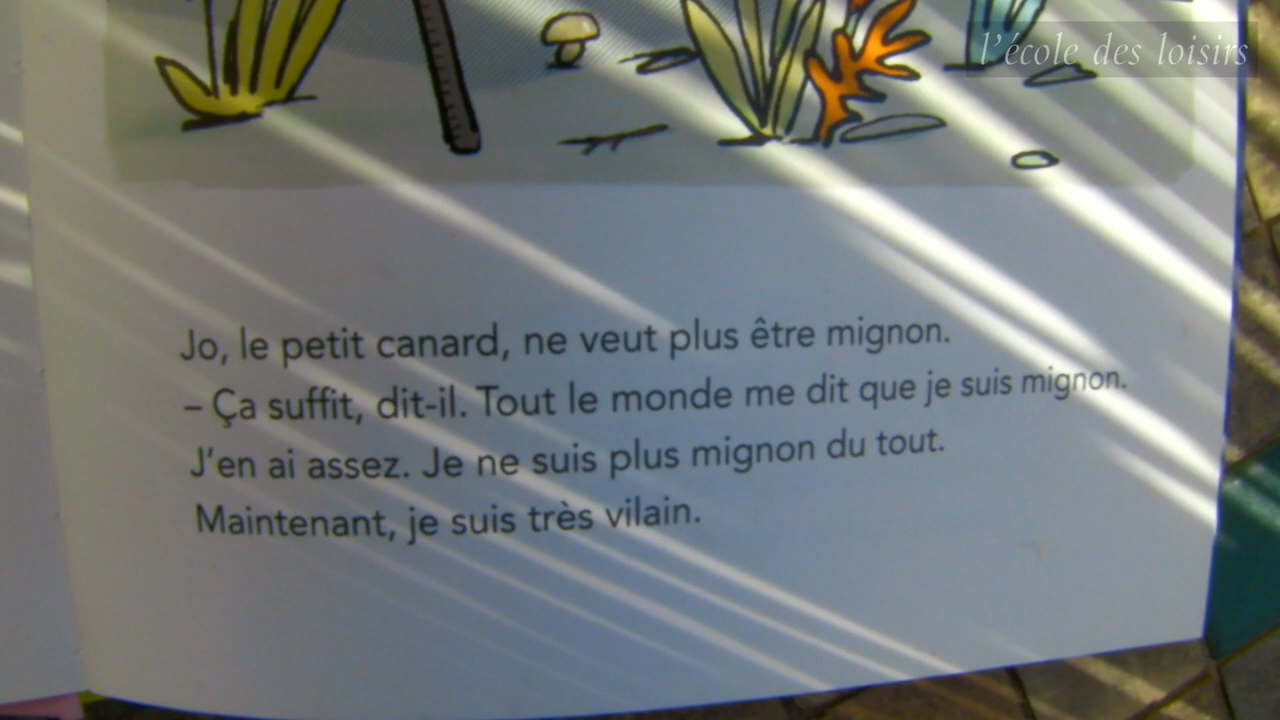 l'école des loisirs
Jo, le petit canard, ne veut plus être mignon.
– Ça suffit, dit-il. Tout le monde me dit que je suis mignon.
J'en ai assez. Je ne suis plus mignon du tout.
Maintenant, je suis très vilain.